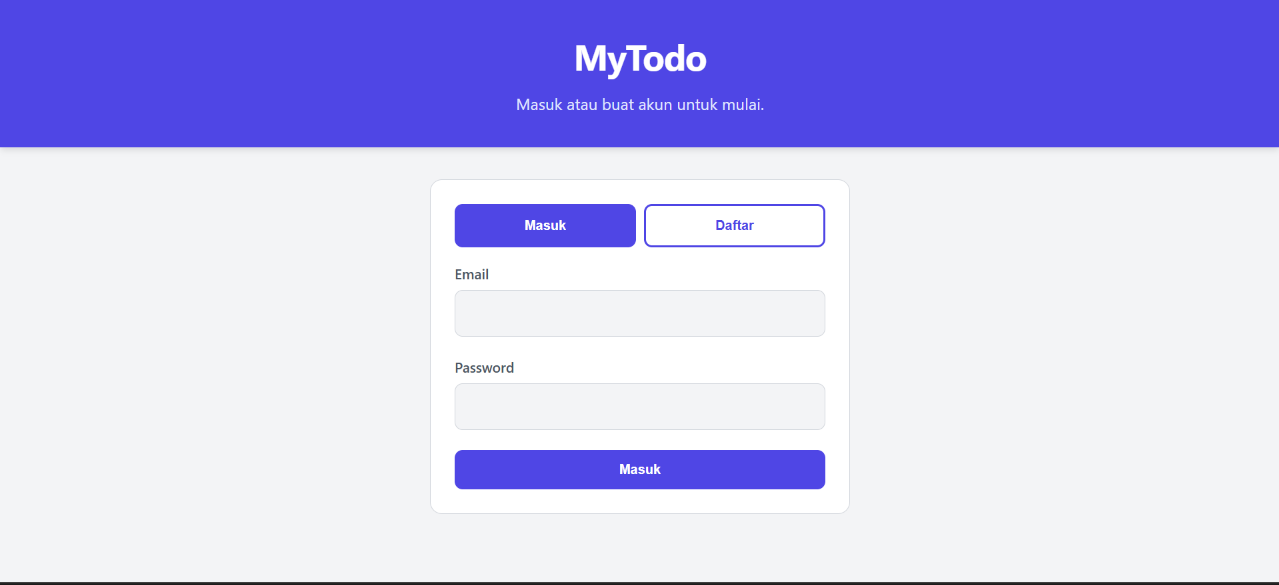 MyTodo
Masuk atau buat akun untuk mulai.
Masuk Daftar
Email
Password
Masuk